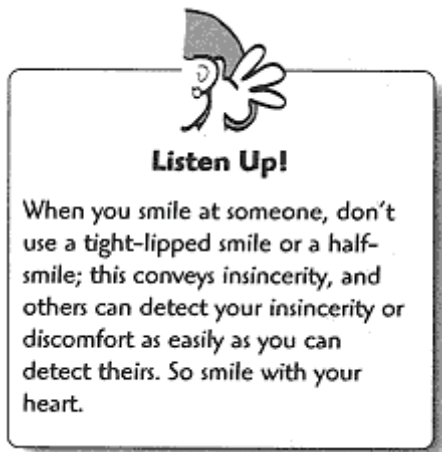 Listen Up!
When you smile at someone, don't
use a tight-lipped smile or a half-
smile; this conveys insincerity, and
others can detect your insincerity or
discomfort as easily as you can
detect theirs. So smile with your
heart.